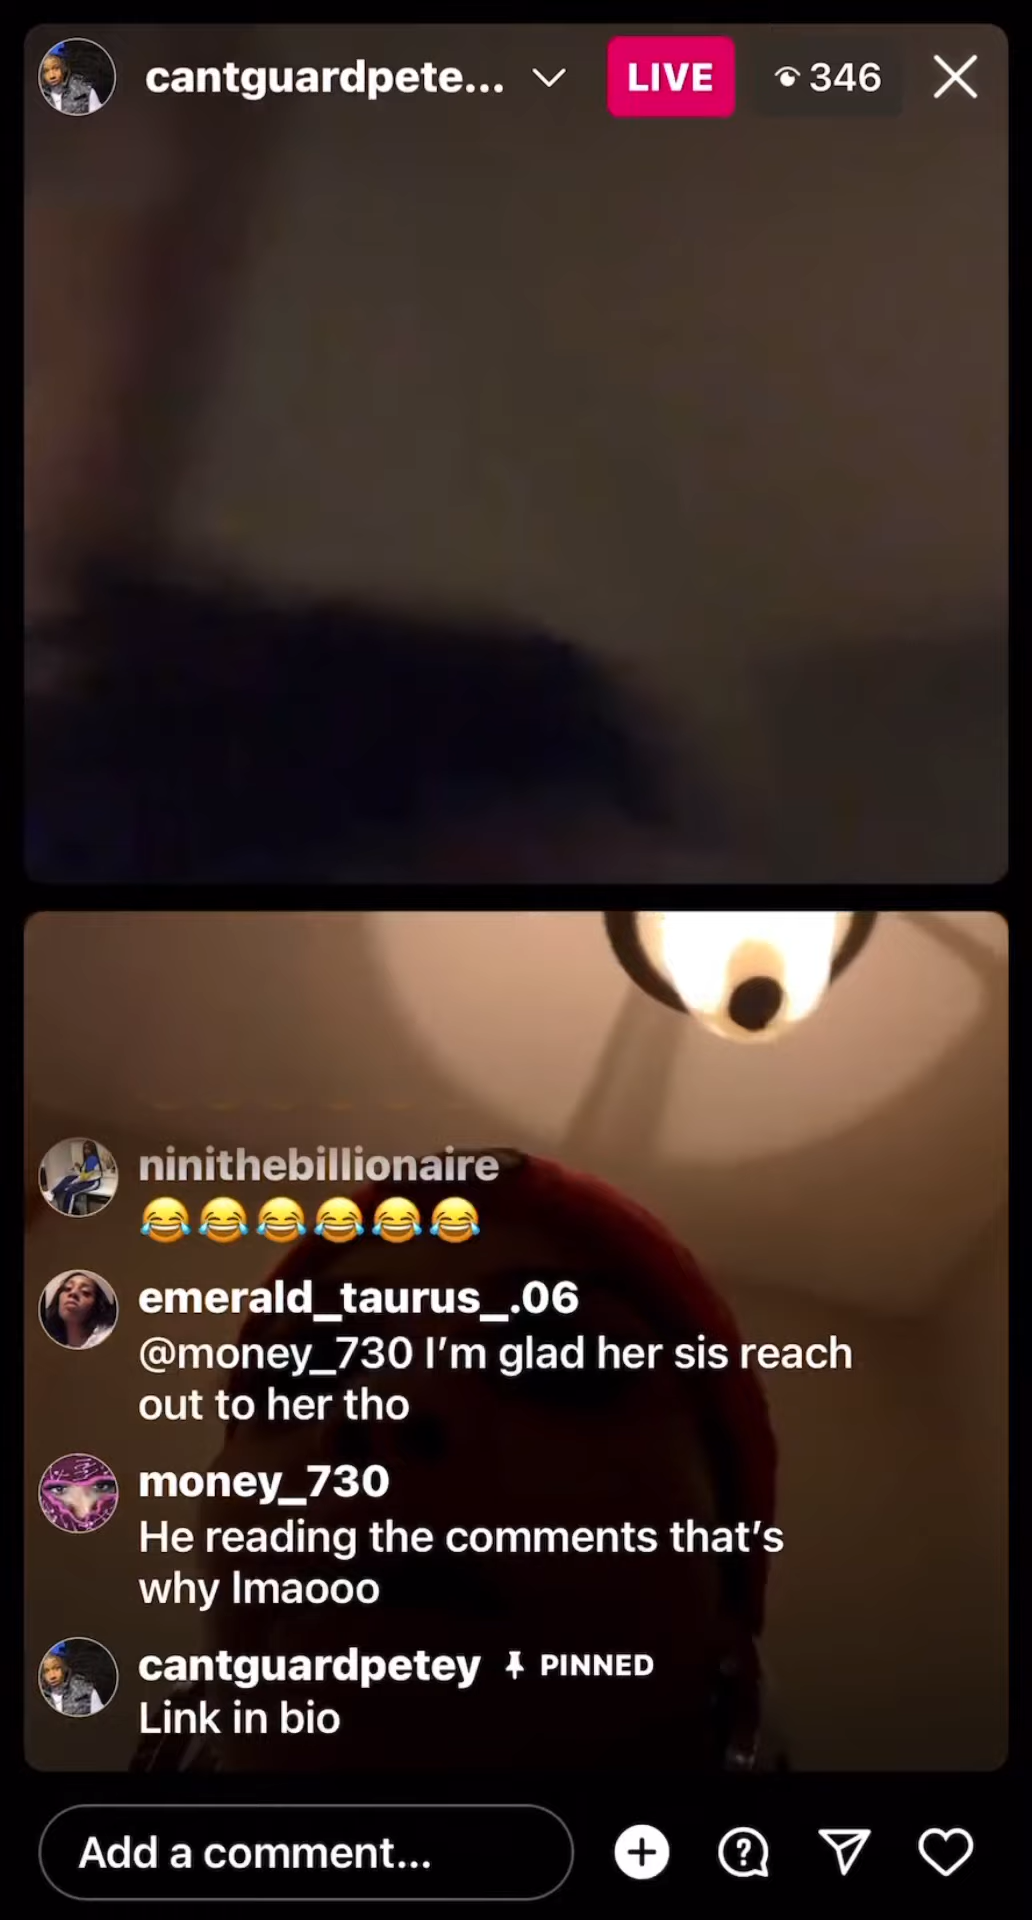 cantguardpete...
LIVE
346
ninithebillionaire
😂😂😂😂😂😂
emerald_taurus_.06
@money_730 I’m glad her sis reach
out to her tho
money_730
He reading the comments that’s
why lmaooo
cantguardpetey PINNED
Link in bio
Add a comment...